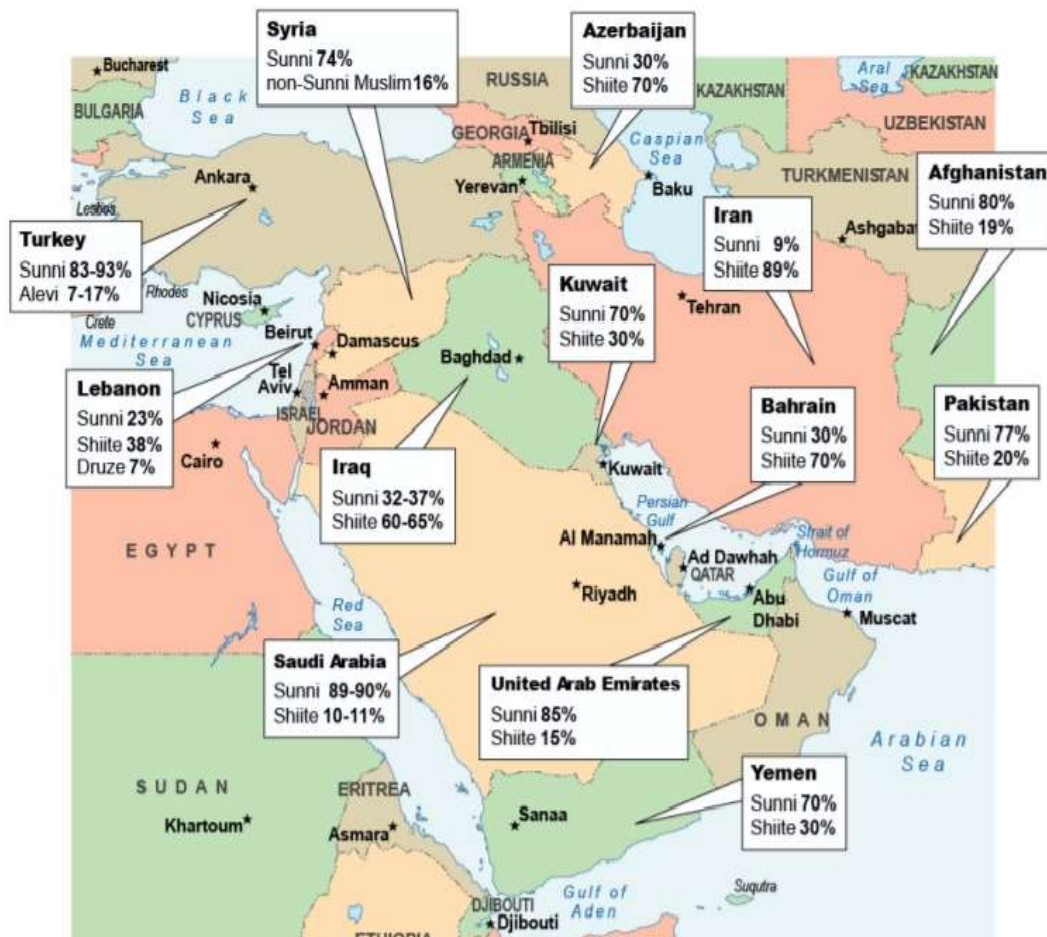 Syria
Sunni 74%
non-Sunni Muslim 16%
Azerbaijan
Sunni 30%
Shiite 70%
Bucharest
BULGARIA
Black
Sea
RUSSIA
GEORGIA
Tbilisi
ARMENIA
Yerevan
KAZAKHSTAN
Aral
Sea
KAZAKHSTAN
UZBEKISTAN
Caspian
Sea
Baku
TURKMENISTAN
Ashgabat
Afghanistan
Sunni 80%
Shiite 19%
Iran
Sunni 9%
Shiite 89%
Tehran
Ankara
Lesbos
Turkey
Sunni 83-93%
Alevi 7-17%
Rhodes
Crete
Nicosia
CYPRUS
Mediterranean
Sea
Beirut
Damascus
Tel
Aviv
ISRAEL
Amman
JORDAN
Baghdad
Kuwait
Sunni 70%
Shiite 30%
Lebanon
Sunni 23%
Shiite 38%
Druze 7%
Cairo
EGYPT
Iraq
Sunni 32-37%
Shiite 60-65%
Kuwait
Bahrain
Sunni 30%
Shiite 70%
Pakistan
Sunni 77%
Shiite 20%
Persian
Gulf
Al Manamah
Ad Dawhah
QATAR
Strait of
Hormuz
Gulf of
Oman
Abu
Dhabi
Muscat
Riyadh
Red
Sea
Saudi Arabia
Sunni 89-90%
Shiite 10-11%
United Arab Emirates
Sunni 85%
Shiite 15%
OMAN
Arabian
Sea
Yemen
Sunni 70%
Shiite 30%
SUDAN
Khartoum
ERITREA
Asmara
Sanaa
Suqutra
Gulf of
Aden
DJIBOUTI
Djibouti
ETHIOPIA